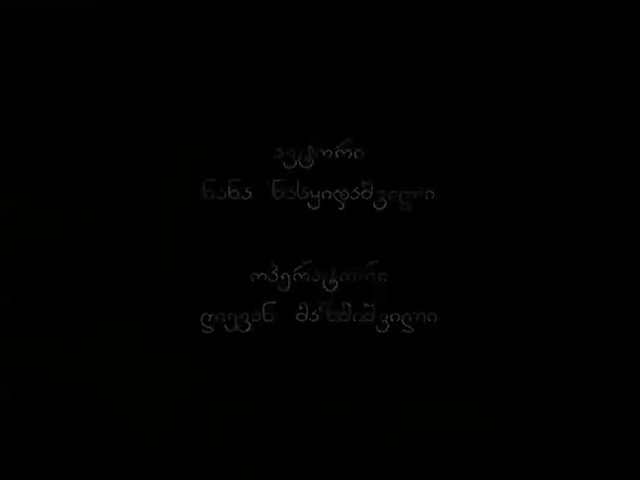 ავტორი
ნანა ნასყიდაშვილი
ოპერატორი
ლევან